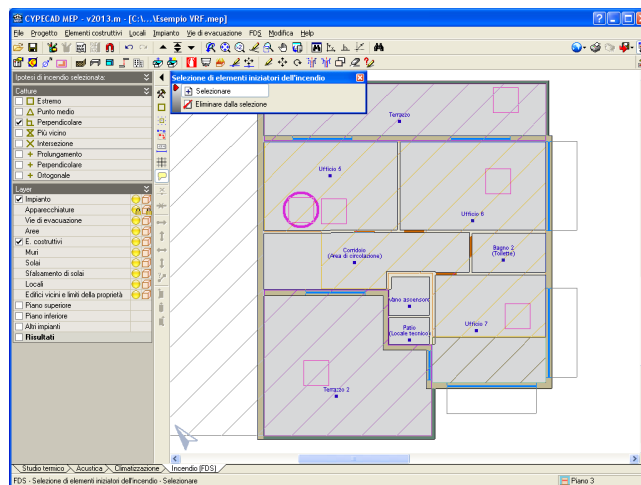 CYPECAD MEP - v2013.m - [C:\...\Esempio VRF.mep]
File Progetto Elementi costruttivi Locali Impianto Vie di evacuazione FDS Modifica Help
Ipotesi di incendio selezionata:
Catture
Estremo
Punto medio
Perpendicolare
Più vicino
Intersezione
Prolungamento
Perpendicolare
Ortogonale
Layer
Impianto
Apparecchiature
Vie di evacuazione
Aree
E. costruttivi
Muri
Solai
Sfalsamento di solai
Locali
Edifici vicini e limiti della proprietà
Piano superiore
Piano inferiore
Altri impianti
Risultati
Selezione di elementi iniziatori dell'incendio
Selezionare
Eliminare dalla selezione
Terrazzo
Ufficio 5
Ufficio 6
Corridoio
(Area di circolazione)
Bagno 2
(Toilette)
Vano ascensore
Patio
(Locale tecnico)
Ufficio 7
Terrazzo 2
Studio termico Acustica Climatizzazione Incendio (FDS)
FDS - Selezione di elementi iniziatori dell'incendio - Selezionare
Piano 3